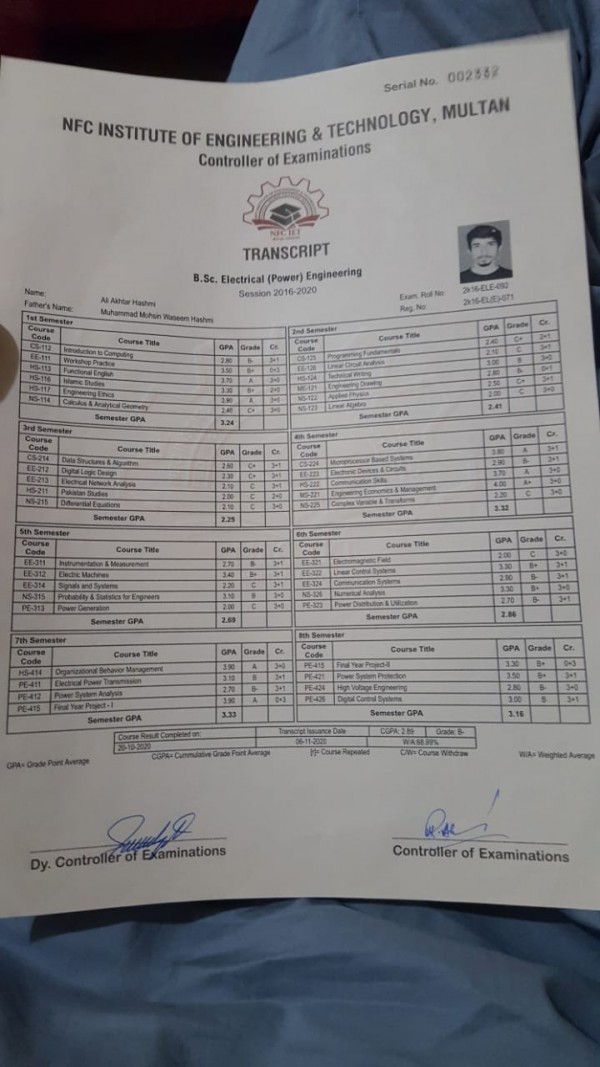 Serial No. 002332
NFC INSTITUTE OF ENGINEERING & TECHNOLOGY, MULTAN
Controller of Examinations
NFC IET
TRANSCRIPT
B.Sc. Electrical (Power) Engineering
Session 2016-2020
Name: Ali Akhtar Hashmi Exam. Roll No: 2k16-ELE-092
Father's Name: Muhammad Mohsin Waseem Hashmi Reg. No: 2k16-EL(E)-071
1st Semester
Course Code Course Title GPA Grade Cr.
CS-112 Introduction to Computing 2.80 B- 3+1
EE-111 Workshop Practice 3.50 B+ 0+1
HS-113 Functional English 3.70 A 3+0
HS-116 Islamic Studies 3.30 B+ 2+0
HS-117 Engineering Ethics 3.90 A 3+0
NS-114 Calculus & Analytical Geometry 2.40 C+ 3+0
Semester GPA 3.24
2nd Semester
Course Code Course Title GPA Grade Cr.
CS-125 Programming Fundamentals 2.40 C+ 3+1
EE-126 Linear Circuit Analysis 2.10 C 3+1
HS-124 Technical Writing 3.00 B 3+0
ME-121 Engineering Drawing 2.80 B- 0+1
NS-122 Applied Physics 2.50 C+ 3+1
NS-123 Linear Algebra 2.00 C 3+0
Semester GPA 2.41
3rd Semester
Course Code Course Title GPA Grade Cr.
CS-214 Data Structures & Algorithm 2.60 C+ 3+1
EE-212 Digital Logic Design 2.30 C+ 3+1
EE-213 Electrical Network Analysis 2.10 C 3+1
HS-211 Pakistan Studies 2.00 C 2+0
NS-215 Differential Equations 2.10 C 3+0
Semester GPA 2.25
4th Semester
Course Code Course Title GPA Grade Cr.
CS-224 Microprocessor Based Systems 3.80 A 3+1
EE-223 Electronic Devices & Circuits 2.90 B- 3+1
HS-222 Communication Skills 3.70 A 3+0
MS-221 Engineering Economics & Management 4.00 A+ 3+0
NS-225 Complex Variable & Transforms 2.20 C 3+0
Semester GPA 3.32
5th Semester
Course Code Course Title GPA Grade Cr.
EE-311 Instrumentation & Measurement 2.70 B- 3+1
EE-312 Electric Machines 3.40 B+ 3+1
EE-314 Signals and Systems 2.20 C 3+1
NS-315 Probability & Statistics for Engineers 3.10 B 3+0
PE-313 Power Generation 2.00 C 3+0
Semester GPA 2.69
6th Semester
Course Code Course Title GPA Grade Cr.
EE-321 Electromagnetic Field 2.00 C 3+0
EE-322 Linear Control Systems 3.30 B+ 3+1
EE-324 Communication Systems 2.90 B- 3+1
NS-326 Numerical Analysis 3.30 B+ 3+0
PE-323 Power Distribution & Utilization 2.70 B- 3+1
Semester GPA 2.86
7th Semester
Course Code Course Title GPA Grade Cr.
HS-414 Organizational Behavior Management 3.90 A 3+0
PE-411 Electrical Power Transmission 3.10 B 3+1
PE-412 Power System Analysis 2.70 B- 3+1
PE-415 Final Year Project - I 3.80 A 0+3
Semester GPA 3.33
8th Semester
Course Code Course Title GPA Grade Cr.
PE-415 Final Year Project-II 3.30 B+ 0+3
PE-421 Power System Protection 3.50 B+ 3+1
PE-424 High Voltage Engineering 2.80 B- 3+0
PE-426 Digital Control Systems 3.00 B 3+1
Semester GPA 3.16
Course Result Completed on: Transcript Issuance Date CGPA: 2.89 Grade: B-
20-10-2020 06-11-2020 W/A 68.99%
GPA= Grade Point Average CGPA= Cummulative Grade Point Average [r]= Course Repeated C/W= Course Withdraw W/A= Weighted Average
Dy. Controller of Examinations Controller of Examinations